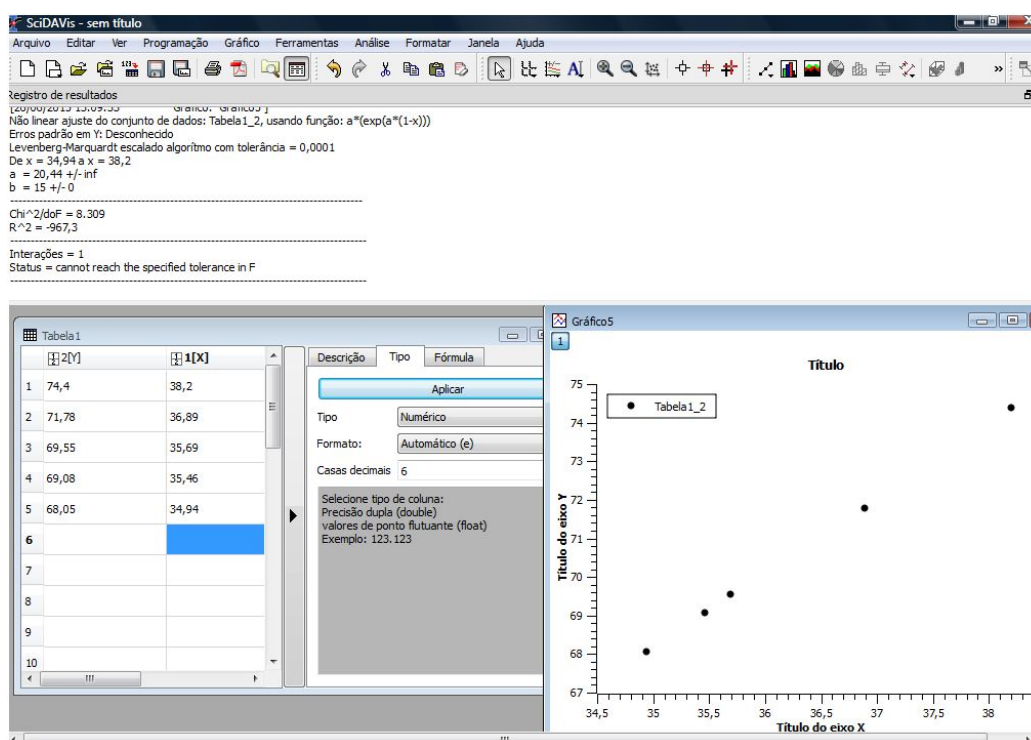 SciDAVis - sem título
Arquivo Editar Ver Programação Gráfico Ferramentas Análise Formatar Janela Ajuda
Registro de resultados
Não linear ajuste do conjunto de dados: Tabela1_2, usando função: a*(exp(a*(1-x)))
Erros padrão em Y: Desconhecido
Levenberg-Marquardt escalado algorítmo com tolerância = 0,0001
De x = 34,94 a x = 38,2
a = 20,44 +/- inf
b = 15 +/- 0
Chi^2/doF = 8.309
R^2 = -967,3
Interações = 1
Status = cannot reach the specified tolerance in F
Tabela1
2[Y] 1[X]
1 74,4 38,2
2 71,78 36,89
3 69,55 35,69
4 69,08 35,46
5 68,05 34,94
6
7
8
9
10
Descrição Tipo Fórmula
Aplicar
Tipo Numérico
Formato: Automático (e)
Casas decimais 6
Selecione tipo de coluna:
Precisão dupla (double)
valores de ponto flutuante (float)
Exemplo: 123.123
Gráfico5
1
Título
Tabela1_2
75
74
73
72
71
70
69
68
67
Título do eixo Y
34,5 35 35,5 36 36,5 37 37,5 38
Título do eixo X